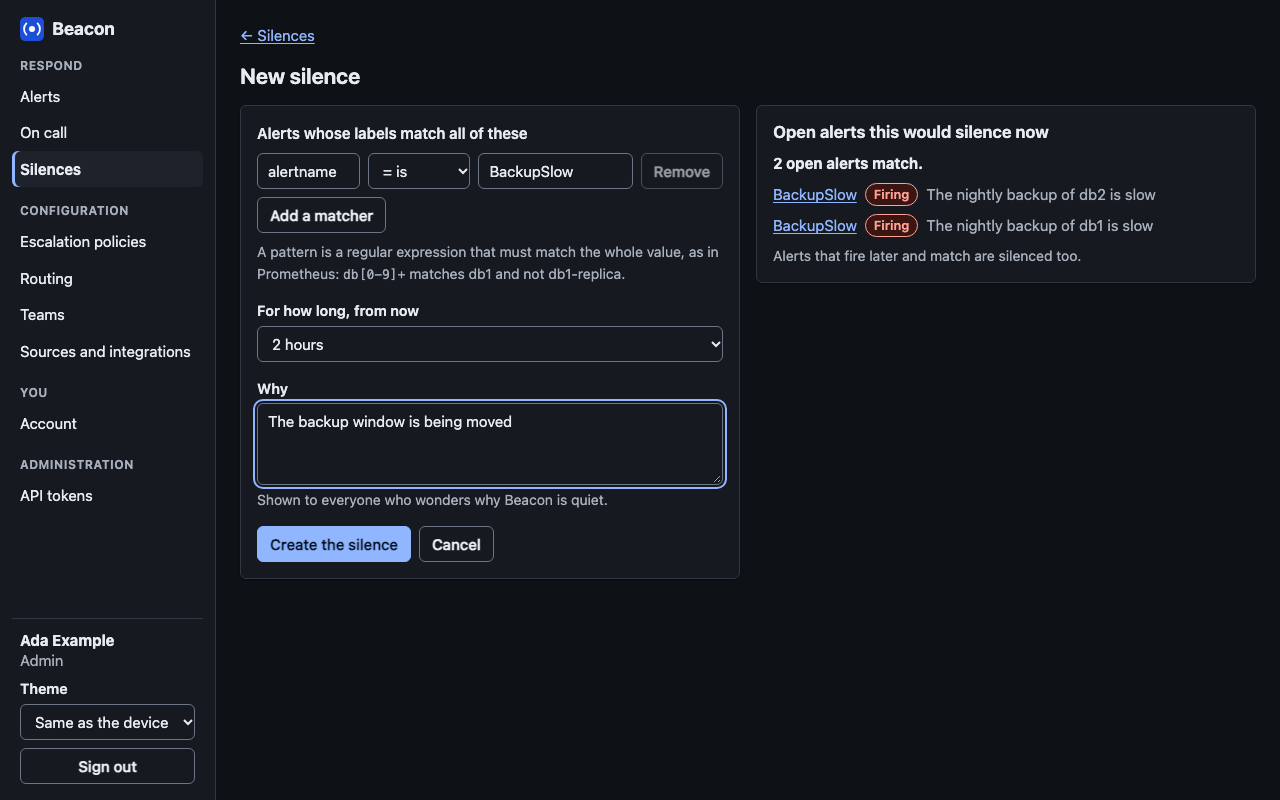 Beacon
RESPOND
Alerts
On call
Silences
CONFIGURATION
Escalation policies
Routing
Teams
Sources and integrations
YOU
Account
ADMINISTRATION
API tokens
Ada Example
Admin
Theme
Same as the device
Sign out
← Silences
New silence
Alerts whose labels match all of these
alertname
= is
BackupSlow
Remove
Add a matcher
A pattern is a regular expression that must match the whole value, as in
Prometheus: db[0-9]+ matches db1 and not db1-replica.
For how long, from now
2 hours
Why
The backup window is being moved
Shown to everyone who wonders why Beacon is quiet.
Create the silence
Cancel
Open alerts this would silence now
2 open alerts match.
BackupSlow Firing The nightly backup of db2 is slow
BackupSlow Firing The nightly backup of db1 is slow
Alerts that fire later and match are silenced too.